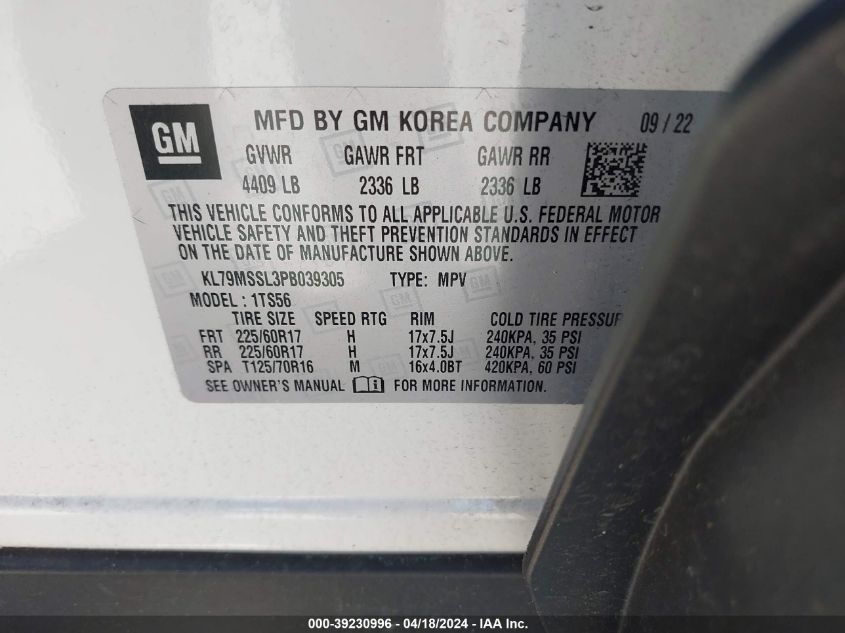 GM
MFD BY GM KOREA COMPANY 09 / 22
GVWR GAWR FRT GAWR RR
4409 LB 2336 LB 2336 LB
THIS VEHICLE CONFORMS TO ALL APPLICABLE U.S. FEDERAL MOTOR
VEHICLE SAFETY AND THEFT PREVENTION STANDARDS IN EFFECT
ON THE DATE OF MANUFACTURE SHOWN ABOVE.
KL79MSSL3PB039305 TYPE: MPV
MODEL : 1TS56
TIRE SIZE SPEED RTG RIM COLD TIRE PRESSUR
FRT 225/60R17 H 17x7.5J 240KPA, 35 PSI
RR 225/60R17 H 17x7.5J 240KPA, 35 PSI
SPA T125/70R16 M 16x4.0BT 420KPA, 60 PSI
SEE OWNER'S MANUAL FOR MORE INFORMATION.
000-39230996 - 04/18/2024 - IAA Inc.